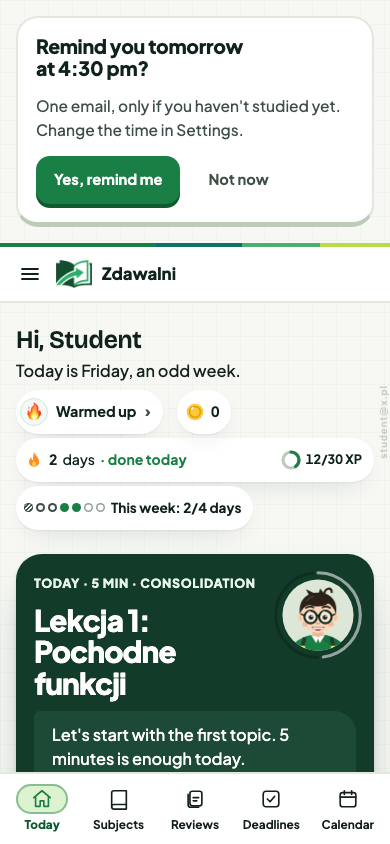 Remind you tomorrow
at 4:30 pm?
One email, only if you haven't studied yet.
Change the time in Settings.
Yes, remind me
Not now
Zdawalni
Hi, Student
Today is Friday, an odd week.
Warmed up ›
0
2 days · done today
12/30 XP
This week: 2/4 days
student@x.pl
TODAY · 5 MIN · CONSOLIDATION
Lekcja 1:
Pochodne
funkcji
Let's start with the first topic. 5
minutes is enough today.
Today
Subjects
Reviews
Deadlines
Calendar